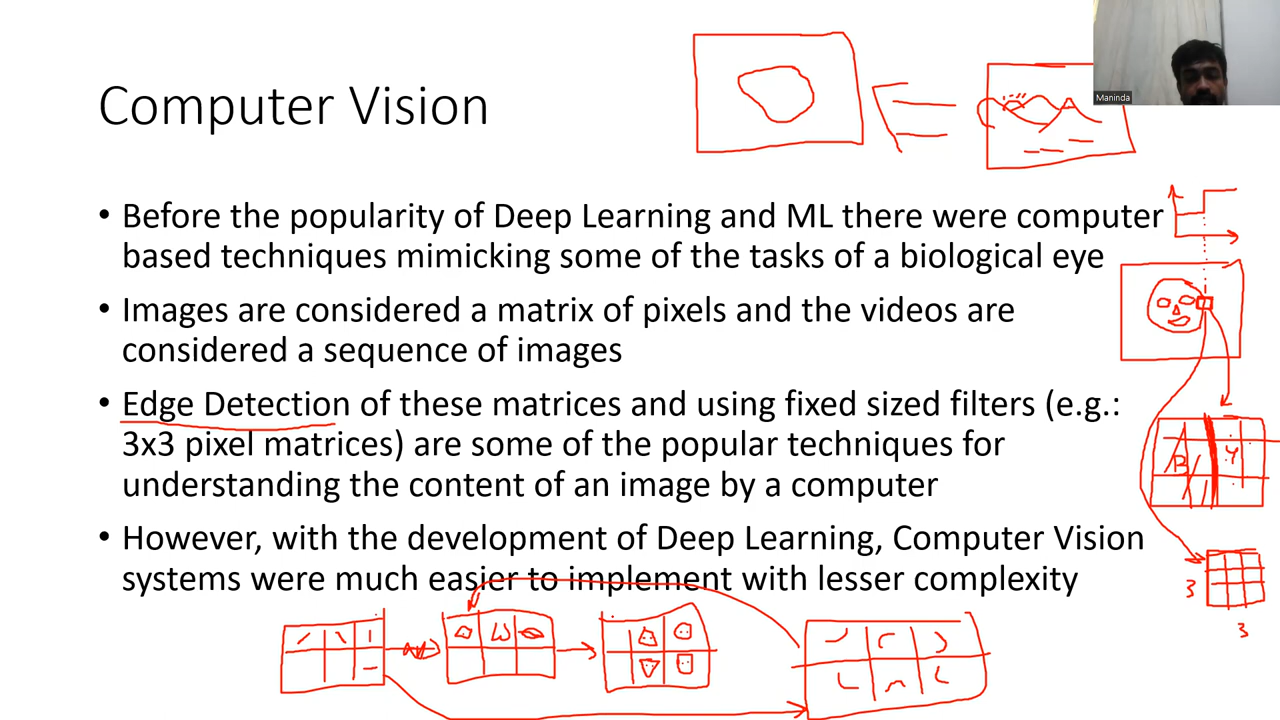 Maninda
Computer Vision
• Before the popularity of Deep Learning and ML there were computer
based techniques mimicking some of the tasks of a biological eye
• Images are considered a matrix of pixels and the videos are
considered a sequence of images
• Edge Detection of these matrices and using fixed sized filters (e.g.:
3x3 pixel matrices) are some of the popular techniques for
understanding the content of an image by a computer
• However, with the development of Deep Learning, Computer Vision
systems were much easier to implement with lesser complexity
B
Y
3
3